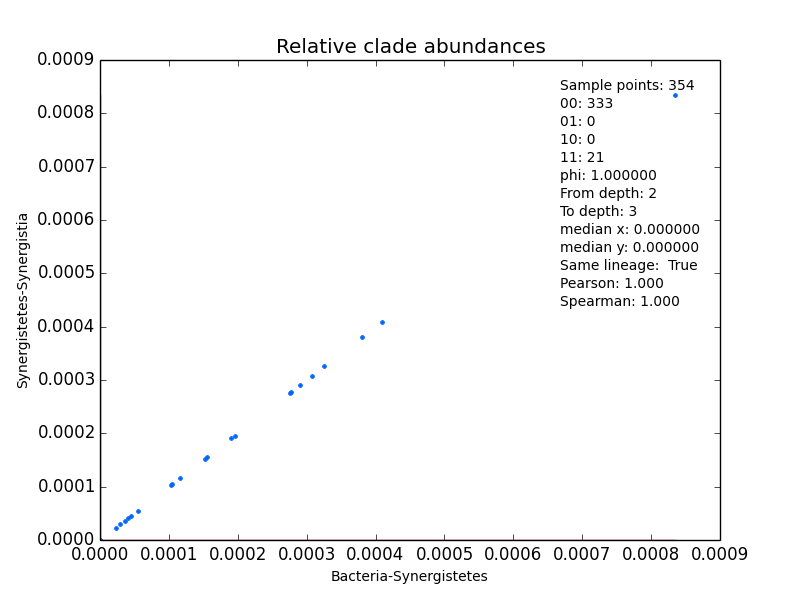 Relative clade abundances
0.0009
0.0008
0.0007
0.0006
0.0005
0.0004
0.0003
0.0002
0.0001
0.0000
Synergistetes-Synergistia
Sample points: 354
00: 333
01: 0
10: 0
11: 21
phi: 1.000000
From depth: 2
To depth: 3
median x: 0.000000
median y: 0.000000
Same lineage:  True
Pearson: 1.000
Spearman: 1.000
0.0000 0.0001 0.0002 0.0003 0.0004 0.0005 0.0006 0.0007 0.0008 0.0009
Bacteria-Synergistetes